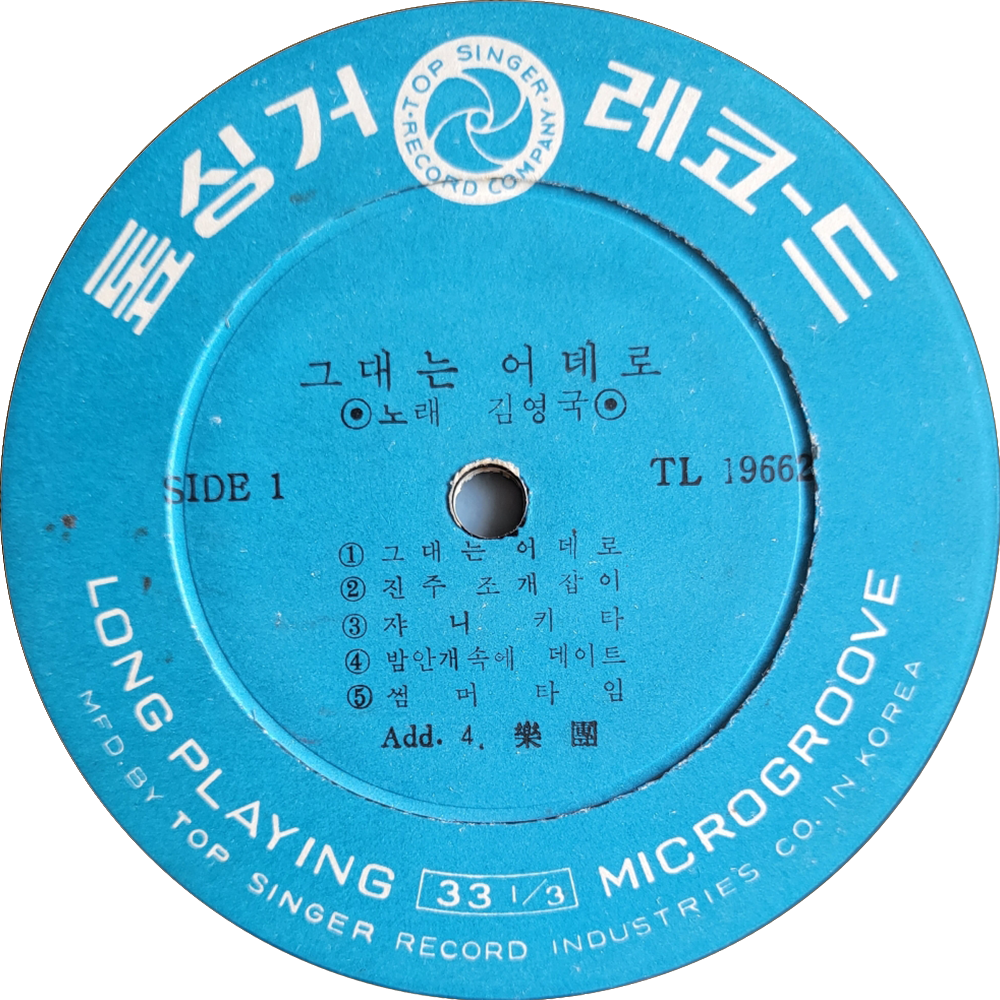 톱싱거 레코-드
TOP SINGER·
·RECORD COMPANY
그대는 어데로
⦿노래 김영국⦿
SIDE 1
TL 19662
① 그대는 어데로
② 진주 조개잡이
③ 쟈니 키타
④ 밤안개속에 데이트
⑤ 썸머 타임
Add. 4. 樂團
LONG PLAYING 33 1/3 MICROGROOVE
MFD. BY TOP SINGER RECORD INDUSTRIES CO. IN KOREA